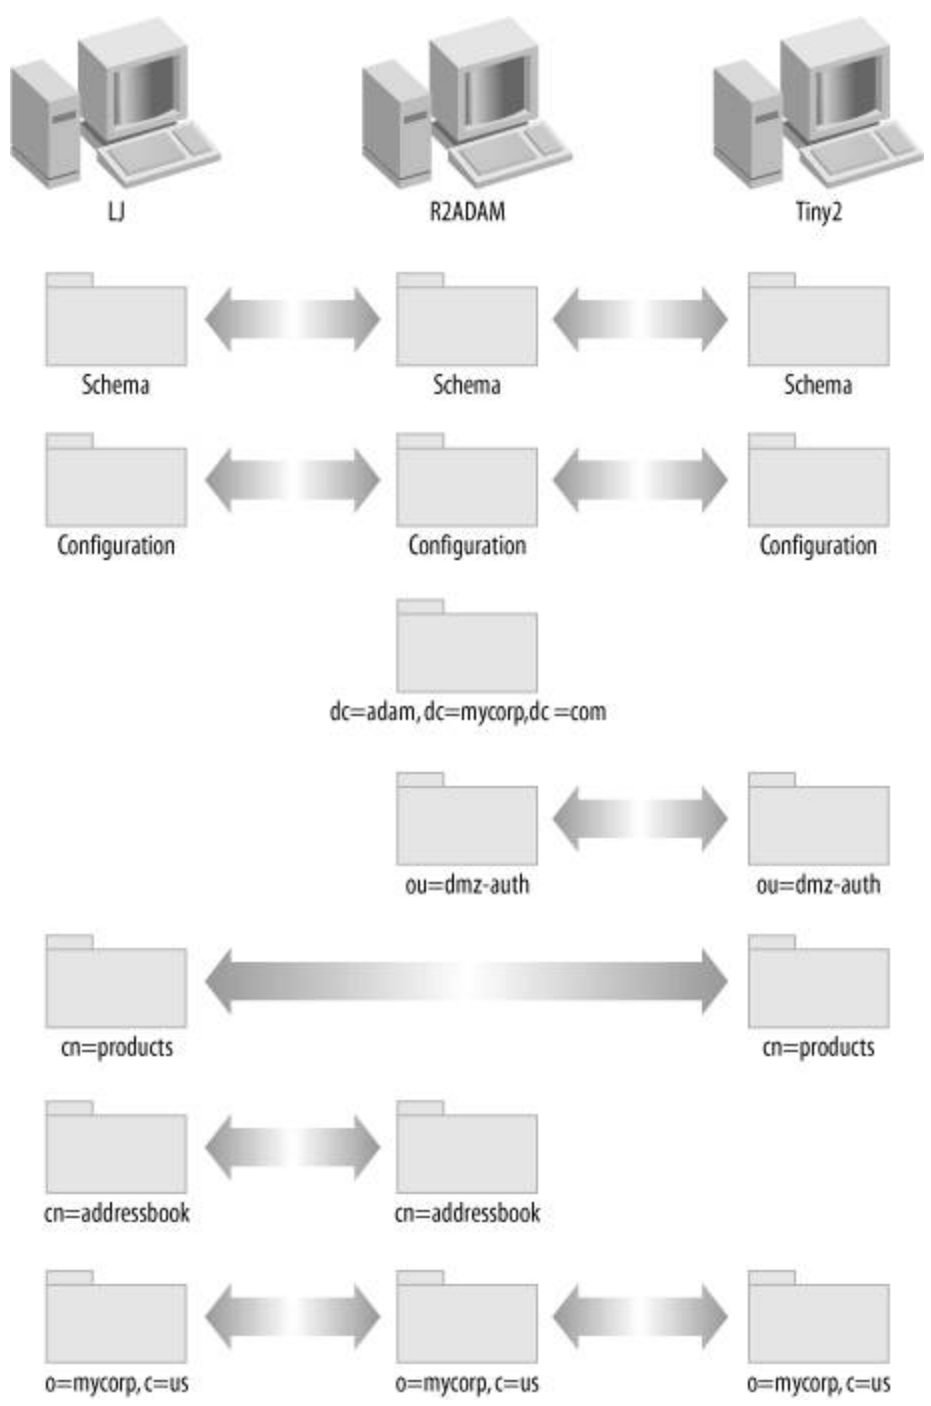 LJ
R2ADAM
Tiny2
Schema
Schema
Schema
Configuration
Configuration
Configuration
dc=adam, dc=mycorp,dc =com
ou=dmz-auth
ou=dmz-auth
cn=products
cn=products
cn=addressbook
cn=addressbook
o=mycorp, c=us
o=mycorp, c=us
o=mycorp, c=us